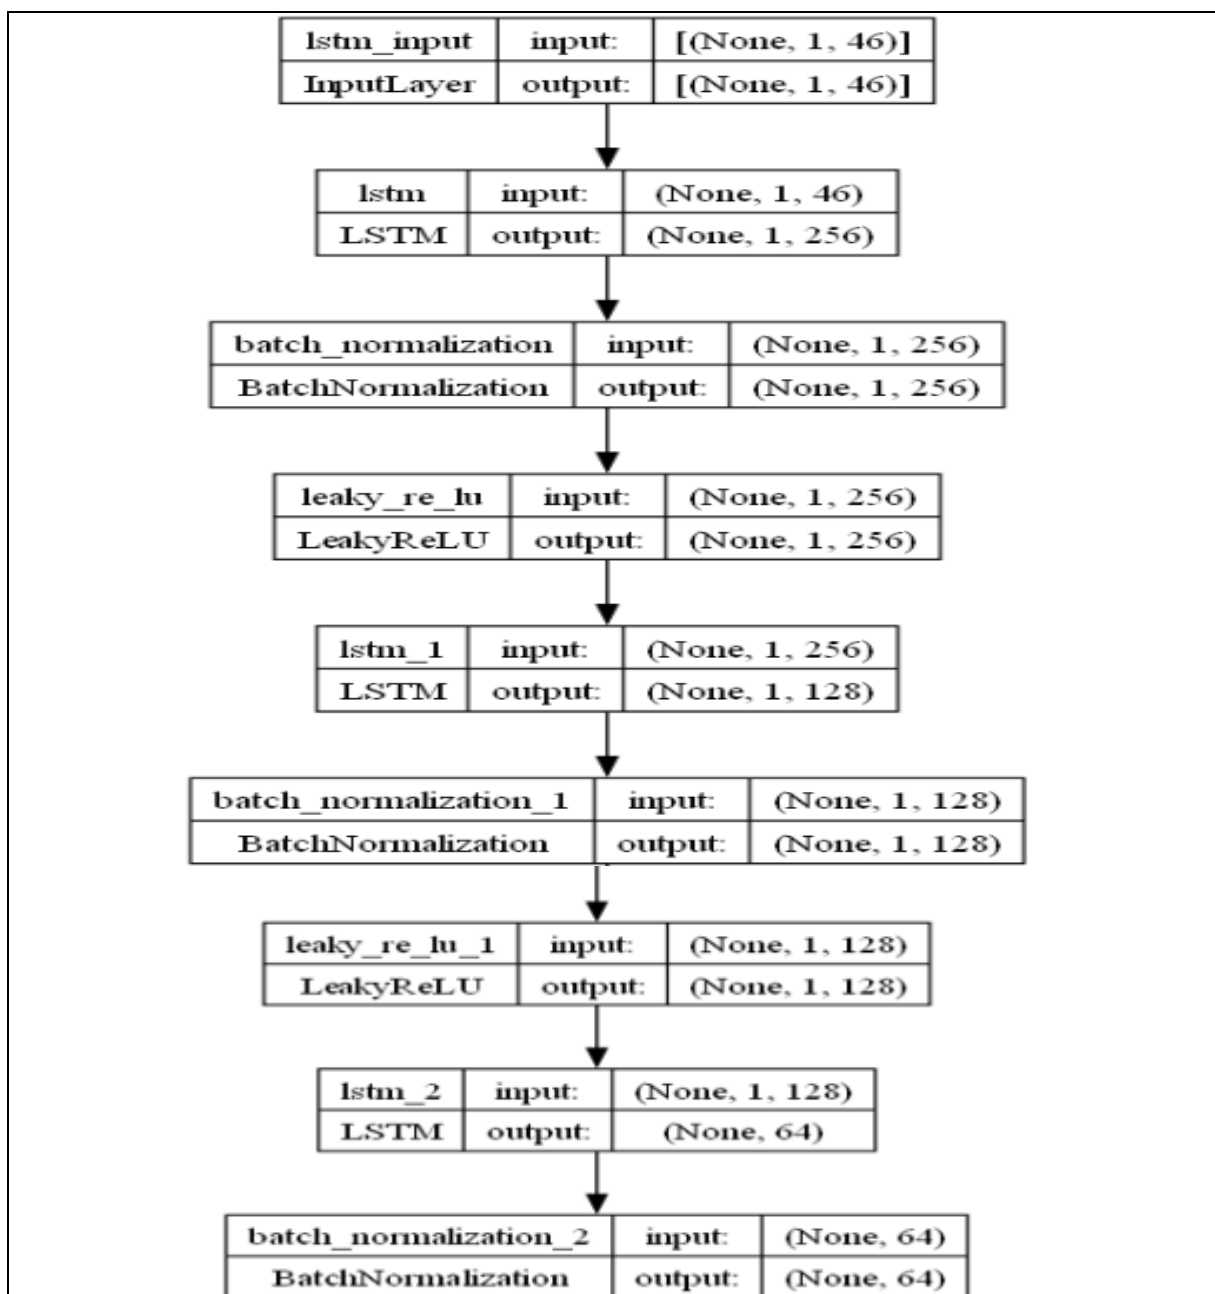 lstm_input input: [(None, 1, 46)]
InputLayer output: [(None, 1, 46)]
lstm input: (None, 1, 46)
LSTM output: (None, 1, 256)
batch_normalization input: (None, 1, 256)
BatchNormalization output: (None, 1, 256)
leaky_re_lu input: (None, 1, 256)
LeakyReLU output: (None, 1, 256)
lstm_1 input: (None, 1, 256)
LSTM output: (None, 1, 128)
batch_normalization_1 input: (None, 1, 128)
BatchNormalization output: (None, 1, 128)
leaky_re_lu_1 input: (None, 1, 128)
LeakyReLU output: (None, 1, 128)
lstm_2 input: (None, 1, 128)
LSTM output: (None, 64)
batch_normalization_2 input: (None, 64)
BatchNormalization output: (None, 64)